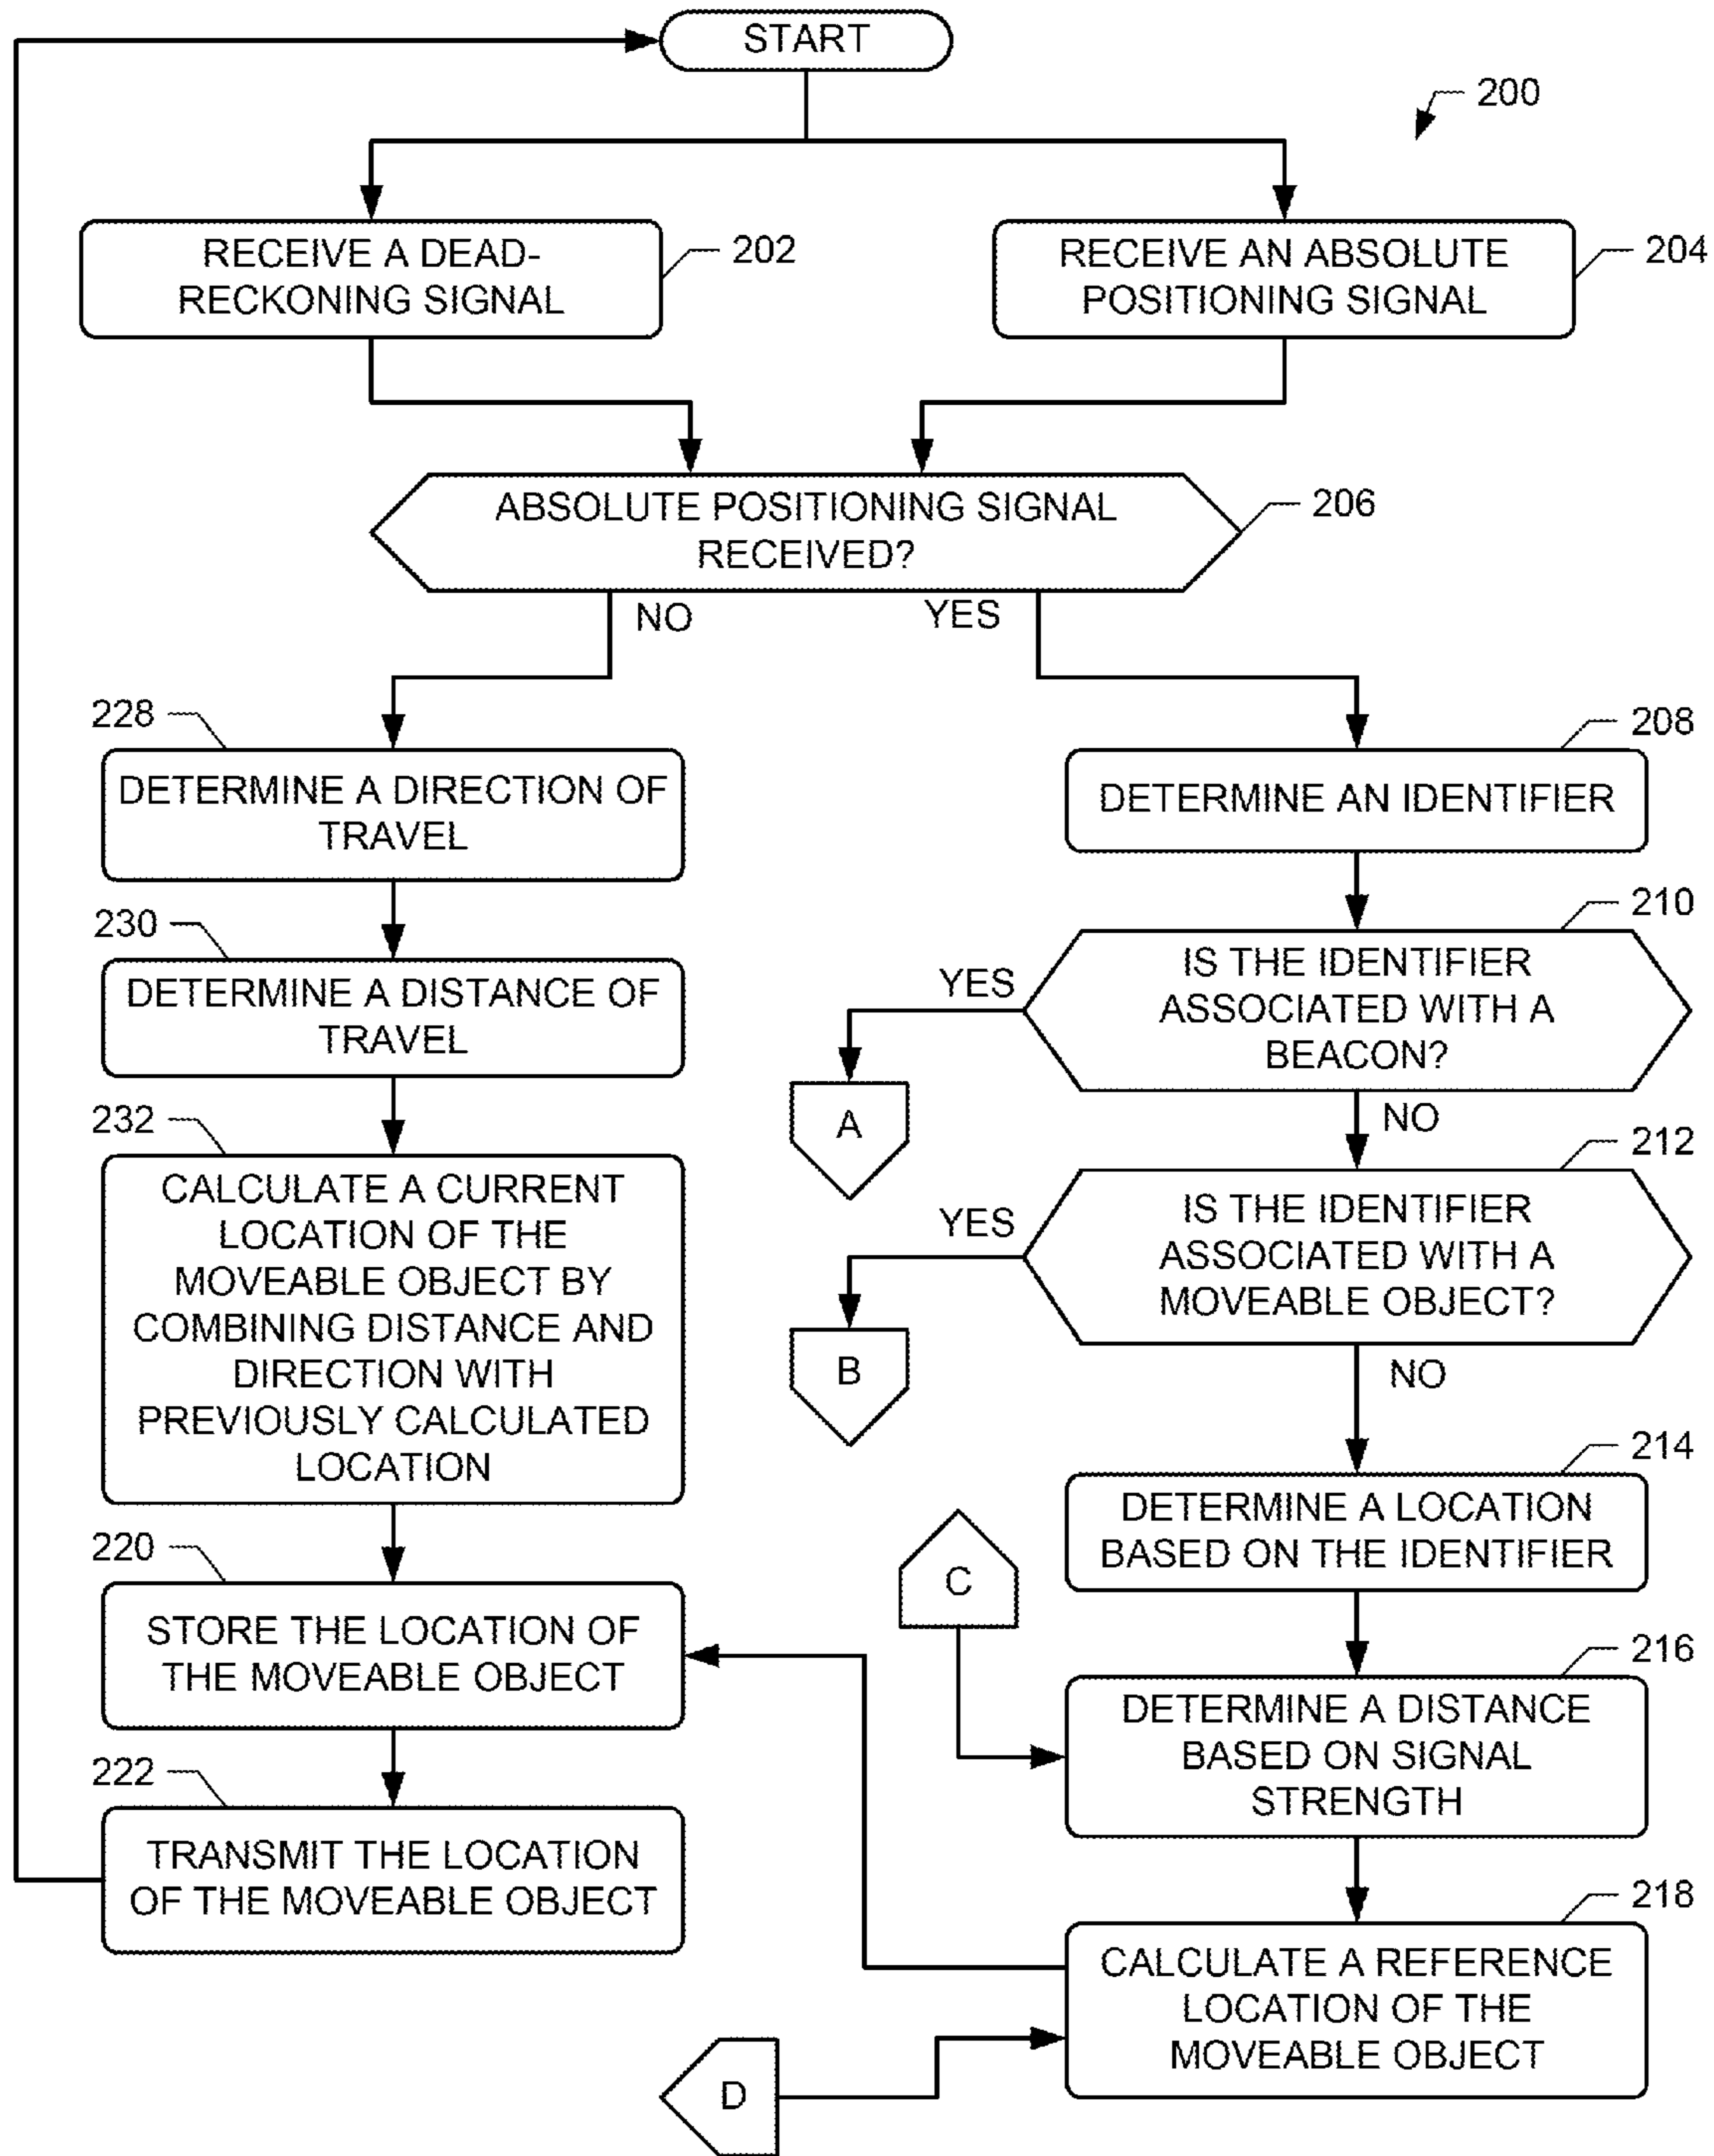 START
200
RECEIVE A DEAD-
RECKONING SIGNAL
202
RECEIVE AN ABSOLUTE
POSITIONING SIGNAL
204
ABSOLUTE POSITIONING SIGNAL
RECEIVED?
206
NO
YES
228
DETERMINE A DIRECTION OF
TRAVEL
230
DETERMINE A DISTANCE OF
TRAVEL
232
CALCULATE A CURRENT
LOCATION OF THE
MOVEABLE OBJECT BY
COMBINING DISTANCE AND
DIRECTION WITH
PREVIOUSLY CALCULATED
LOCATION
220
STORE THE LOCATION OF
THE MOVEABLE OBJECT
222
TRANSMIT THE LOCATION
OF THE MOVEABLE OBJECT
208
DETERMINE AN IDENTIFIER
210
IS THE IDENTIFIER
ASSOCIATED WITH A
BEACON?
YES
A
NO
212
IS THE IDENTIFIER
ASSOCIATED WITH A
MOVEABLE OBJECT?
YES
B
NO
214
DETERMINE A LOCATION
BASED ON THE IDENTIFIER
C
216
DETERMINE A DISTANCE
BASED ON SIGNAL
STRENGTH
218
CALCULATE A REFERENCE
LOCATION OF THE
MOVEABLE OBJECT
D